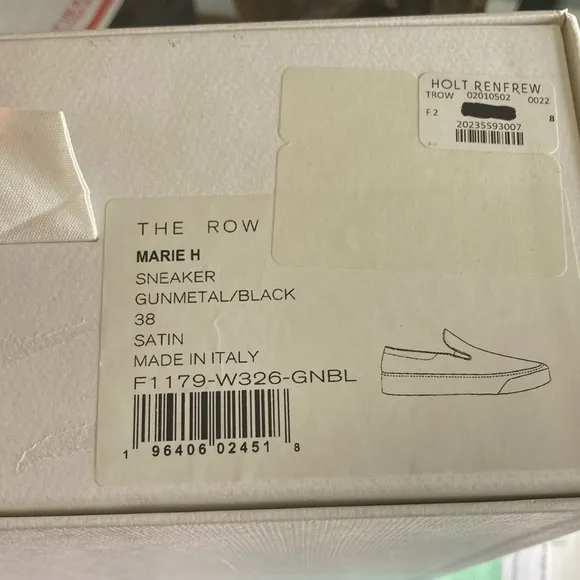 HOLT RENFREW
TROW 02010502 0022
F 2 8
20235593007
THE ROW
MARIE H
SNEAKER
GUNMETAL/BLACK
38
SATIN
MADE IN ITALY
F1179-W326-GNBL
1 96406 02451 8